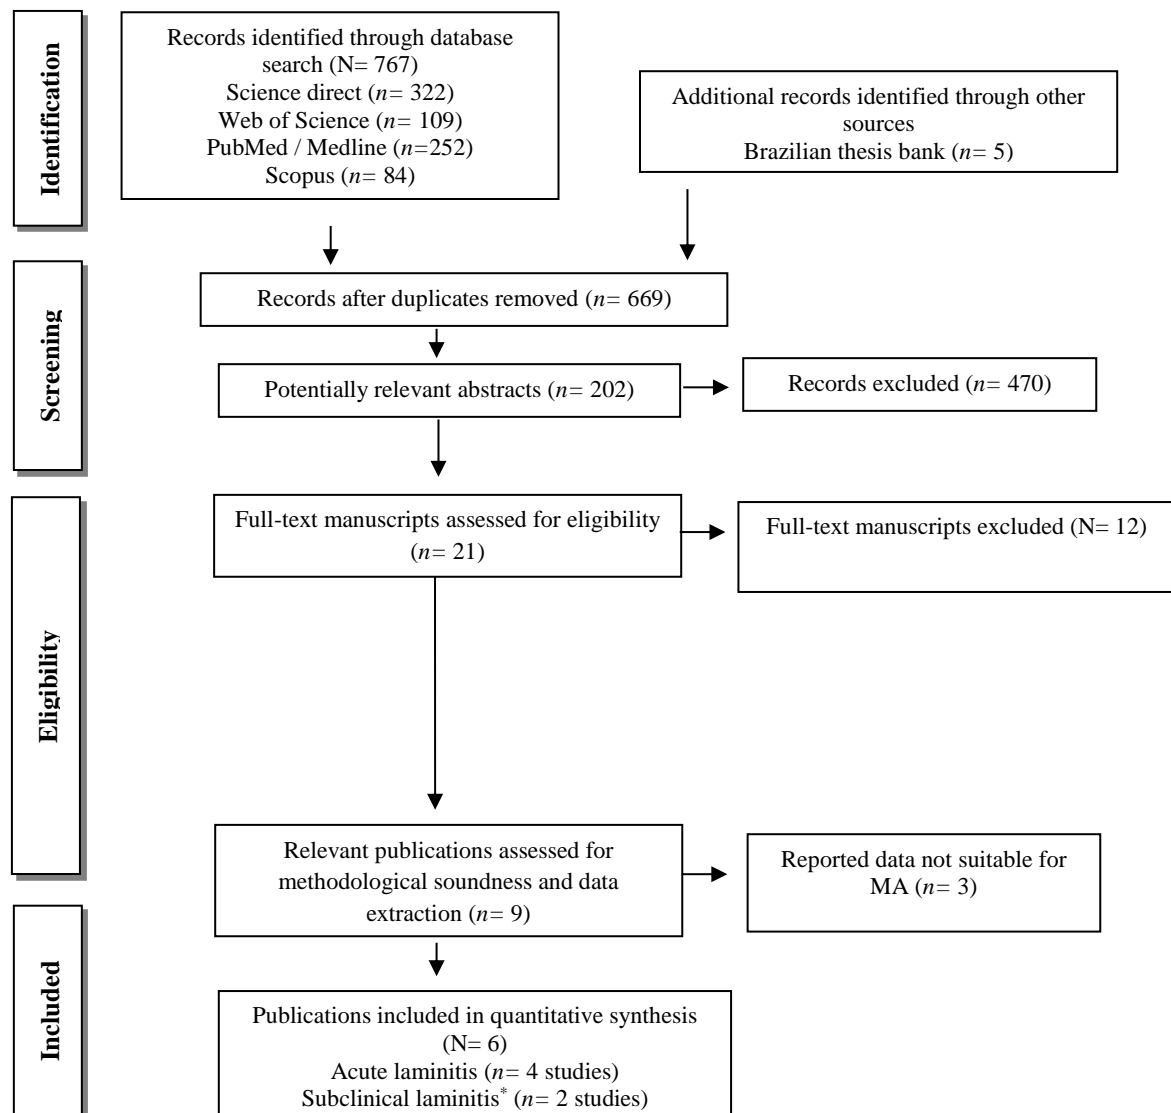 Identification
Records identified through database
search (N= 767)
Science direct (n= 322)
Web of Science (n= 109)
PubMed / Medline (n=252)
Scopus (n= 84)
Additional records identified through other
sources
Brazilian thesis bank (n= 5)
Screening
Records after duplicates removed (n= 669)
Potentially relevant abstracts (n= 202)
Records excluded (n= 470)
Eligibility
Full-text manuscripts assessed for eligibility
(n= 21)
Full-text manuscripts excluded (N= 12)
Relevant publications assessed for
methodological soundness and data
extraction (n= 9)
Reported data not suitable for
MA (n= 3)
Included
Publications included in quantitative synthesis
(N= 6)
Acute laminitis (n= 4 studies)
Subclinical laminitis* (n= 2 studies)